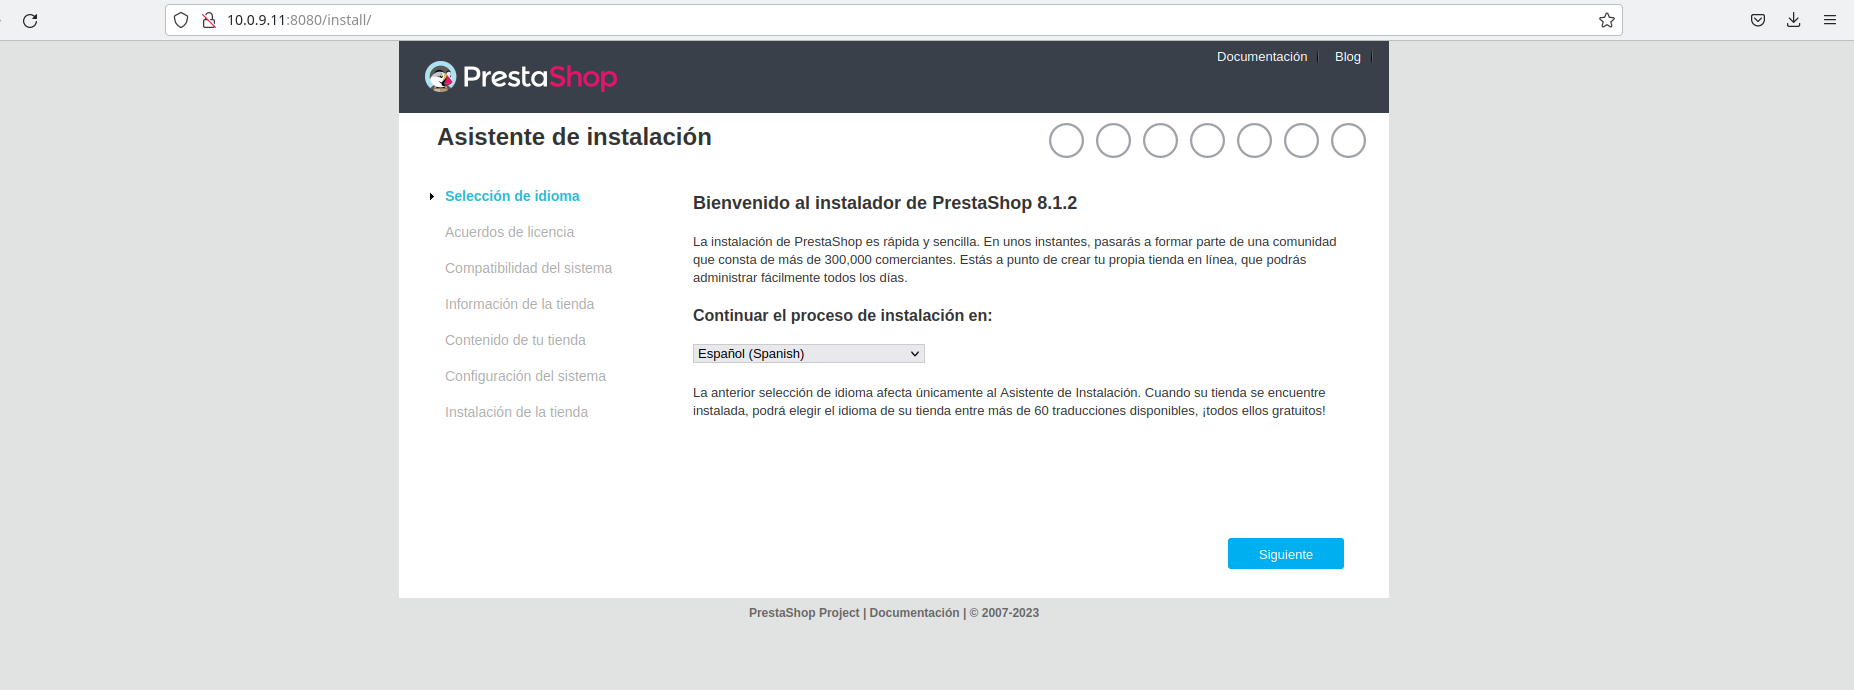 10.0.9.11:8080/install/
Documentación
Blog
PrestaShop
Asistente de instalación
Selección de idioma
Acuerdos de licencia
Compatibilidad del sistema
Información de la tienda
Contenido de tu tienda
Configuración del sistema
Instalación de la tienda
Bienvenido al instalador de PrestaShop 8.1.2
La instalación de PrestaShop es rápida y sencilla. En unos instantes, pasarás a formar parte de una comunidad
que consta de más de 300,000 comerciantes. Estás a punto de crear tu propia tienda en línea, que podrás
administrar fácilmente todos los días.
Continuar el proceso de instalación en:
Español (Spanish)
La anterior selección de idioma afecta únicamente al Asistente de Instalación. Cuando su tienda se encuentre
instalada, podrá elegir el idioma de su tienda entre más de 60 traducciones disponibles, ¡todos ellos gratuitos!
Siguiente
PrestaShop Project | Documentación | © 2007-2023